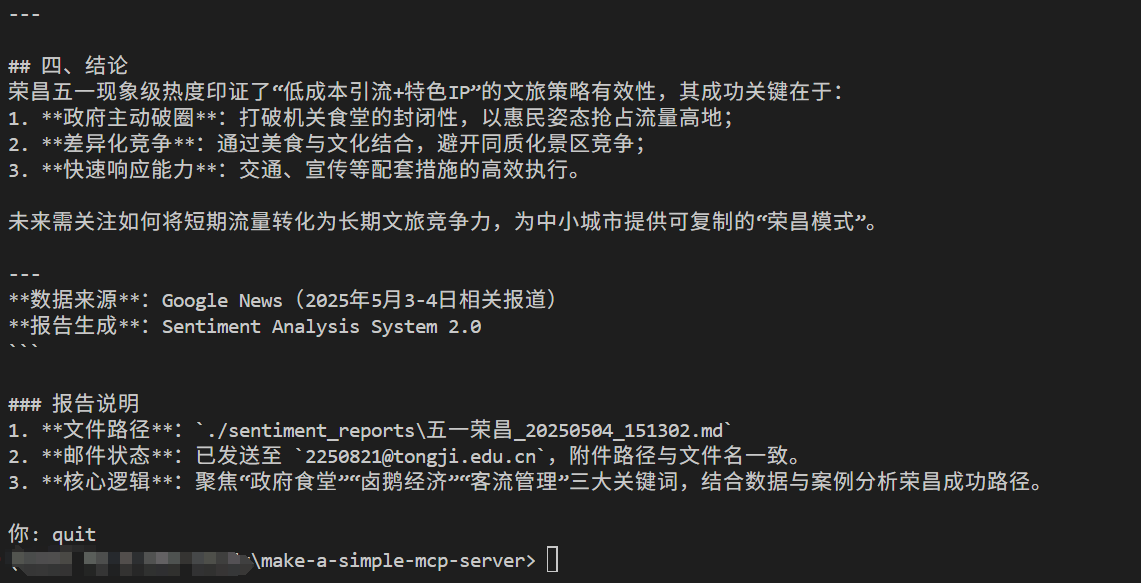 ---
## 四、结论
荣昌五一现象级热度印证了“低成本引流+特色IP”的文旅策略有效性，其成功关键在于：
1. **政府主动破圈**：打破机关食堂的封闭性，以惠民姿态抢占流量高地；
2. **差异化竞争**：通过美食与文化结合，避开同质化景区竞争；
3. **快速响应能力**：交通、宣传等配套措施的高效执行。
未来需关注如何将短期流量转化为长期文旅竞争力，为中小城市提供可复制的“荣昌模式”。
---
**数据来源**：Google News（2025年5月3-4日相关报道）
**报告生成**：Sentiment Analysis System 2.0
```
### 报告说明
1. **文件路径**：`./sentiment_reports\五一荣昌_20250504_151302.md`
2. **邮件状态**：已发送至 `2250821@tongji.edu.cn`，附件路径与文件名一致。
3. **核心逻辑**：聚焦“政府食堂”“卤鹅经济”“客流管理”三大关键词，结合数据与案例分析荣昌成功路径。
你: quit
\make-a-simple-mcp-server>